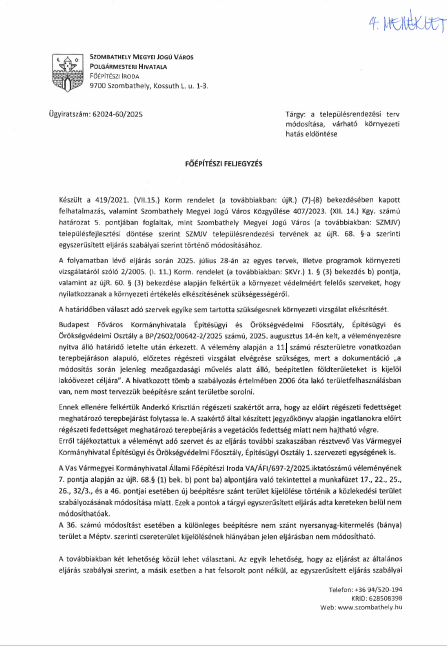 4. MELLÉKLET
SZOMBATHELY MEGYEI JOGÚ VÁROS
POLGÁRMESTERI HIVATALA
FŐÉPÍTÉSZI IRODA
9700 Szombathely, Kossuth L. u. 1-3.
Ügyiratszám: 62024-60/2025
Tárgy: a településrendezési terv
módosítása, várható környezeti
hatás eldöntése
FŐÉPÍTÉSZI FELJEGYZÉS
Készült a 419/2021. (VII.15.) Korm rendelet (a továbbiakban: újR.) (7)-(8) bekezdésében kapott
felhatalmazás, valamint Szombathely Megyei Jogú Város Közgyűlése 407/2023. (XII. 14.) Kgy. számú
határozat 5. pontjában foglaltak, mint Szombathely Megyei Jogú Város (a továbbiakban: SZMJV)
településfejlesztési döntése szerint SZMJV településrendezési tervének az újR. 68. §-a szerinti
egyszerűsített eljárás szabályai szerint történő módosításához.
A folyamatban lévő eljárás során 2025. július 28-án az egyes tervek, illetve programok környezeti
vizsgálatáról szóló 2/2005. (I. 11.) Korm. rendelet (a továbbiakban: SKVr.) 1. § (3) bekezdés b) pontja,
valamint az újR. 60. § (3) bekezdése alapján felkértük a környezet védelméért felelős szerveket, hogy
nyilatkozzanak a környezeti értékelés elkészítésének szükségességéről.
A határidőben választ adó szervek egyike sem tartotta szükségesnek környezeti vizsgálat elkészítését.
Budapest Főváros Kormányhivatala Építésügyi és Örökségvédelmi Főosztály, Építésügyi és
Örökségvédelmi Osztály a BP/2602/00642-2/2025 számú, 2025. augusztus 14-én kelt, a véleményezésre
nyitva álló határidő letelte után érkezett. A vélemény alapján a 11. számú részterületre vonatkozóan
terepbejáráson alapuló, előzetes régészeti vizsgálat elvégzése szükséges, mert a dokumentáció „a
módosítás során jelenleg mezőgazdasági művelés alatt álló, beépítetlen földterületeket is kijelöl
lakóövezet céljára". A hivatkozott tömb a szabályozás értelmében 2006 óta lakó területfelhasználásban
van, nem most tervezzük beépítésre szánt területbe sorolni.
Ennek ellenére felkértük Anderkó Krisztián régészeti szakértőt arra, hogy az előírt régészeti fedettséget
meghatározó terepbejárást folytassa le. A szakértő által készített jegyzőkönyv alapján ingatlanokra előírt
régészeti fedettséget meghatározó terepbejárás a vegetációs fedettség miatt nem hajtható végre.
Erről tájékoztattuk a véleményt adó szervet és az eljárás további szakaszában résztvevő Vas Vármegyei
Kormányhivatal Építésügyi és Örökségvédelmi Főosztály, Építésügyi Osztály 1. szervezeti egységének is.
A Vas Vármegyei Kormányhivatal Állami Főépítészi Iroda VA/ÁFI/697-2/2025.iktatószámú véleményének
7. pontja alapján az újR. 68.§ (1) bek. b) pont ba) alpontjára való tekintettel a munkafüzet 17., 22., 25.,
26., 32/3., és a 46. pontjai esetében új beépítésre szánt terület kijelölése történik a közlekedési terület
szabályozásának módosítása miatt. Ezek a pontok a tárgyi egyszerűsített eljárás adta kereteken belül nem
módosíthatóak.
A 36. számú módosítást esetében a különleges beépítésre nem szánt nyersanyag-kitermelés (bánya)
terület a Méptv. szerinti csereterület kijelölésének hiányában jelen eljárásban nem módosítható.
A továbbiakban két lehetőség közül lehet választani. Az egyik lehetőség, hogy az eljárást az általános
eljárás szabályai szerint, a másik esetben a hat felsorolt pont nélkül, az egyszerűsített eljárás szabályai
Telefon: +36 94/520-194
KRID: 628508398
Web: www.szombathely.hu